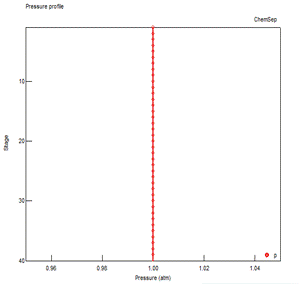 Pressure profile
ChemSep
10
20
30
40
Stage
0.96 0.98 1.00 1.02 1.04
Pressure (atm)
p